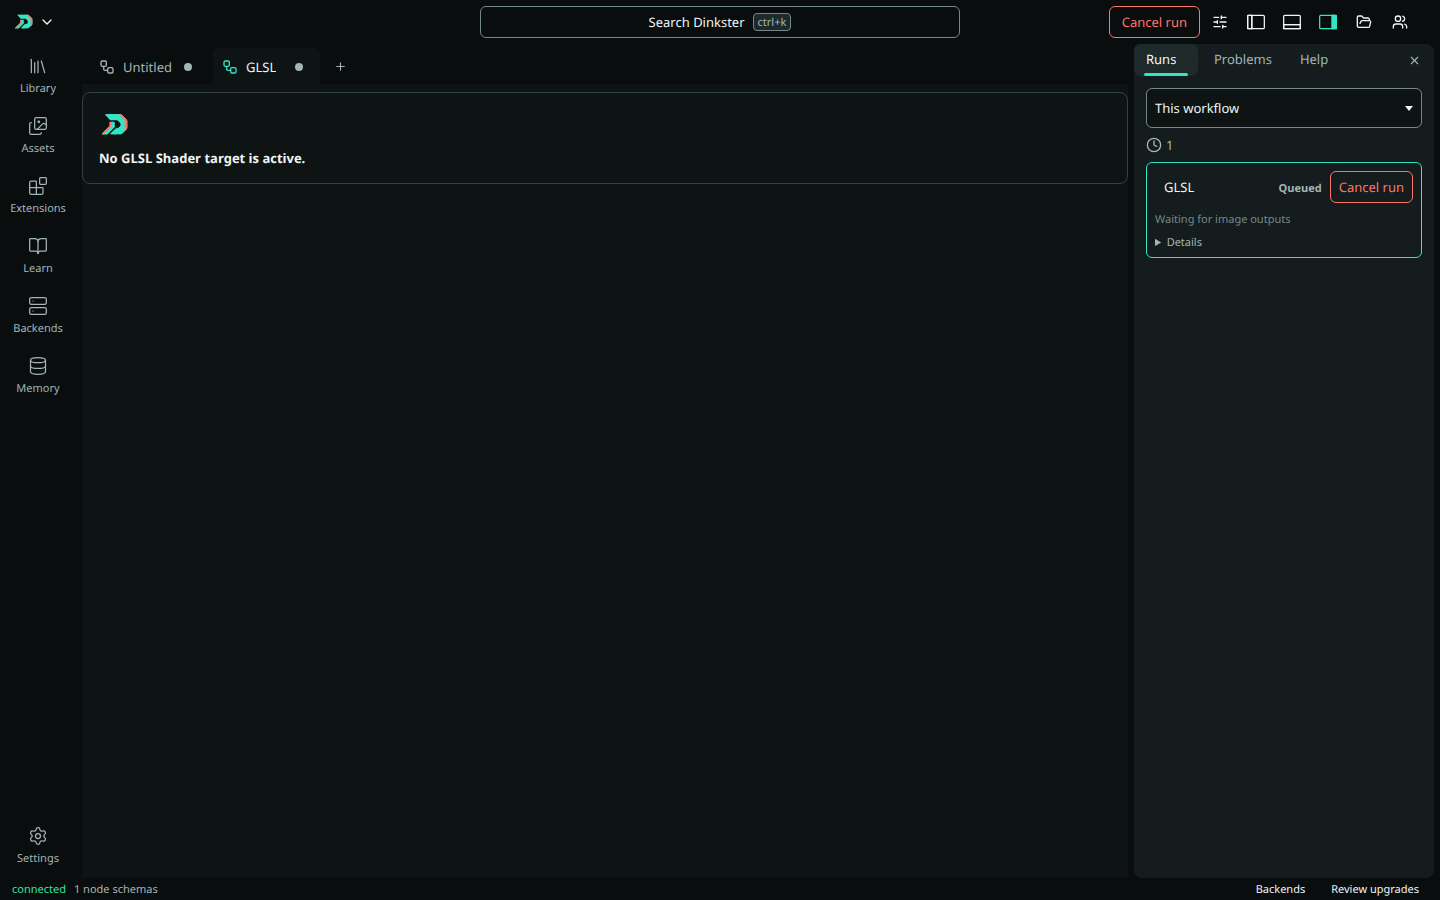 Search Dinkster ctrl+k
Cancel run
Library
Assets
Extensions
Learn
Backends
Memory
Settings
Untitled
GLSL
No GLSL Shader target is active.
Runs
Problems
Help
This workflow
1
GLSL
Queued
Cancel run
Waiting for image outputs
Details
connected
1 node schemas
Backends
Review upgrades